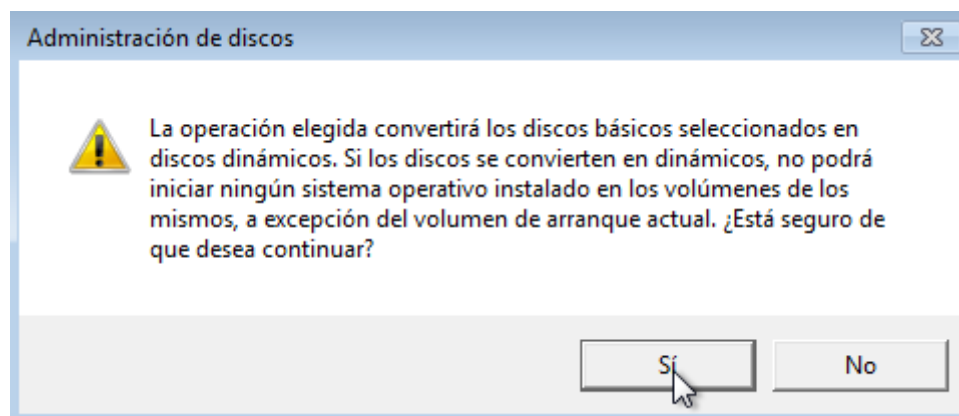 Administración de discos
La operación elegida convertirá los discos básicos seleccionados en
discos dinámicos. Si los discos se convierten en dinámicos, no podrá
iniciar ningún sistema operativo instalado en los volúmenes de los
mismos, a excepción del volumen de arranque actual. ¿Está seguro de
que desea continuar?
Sí
No